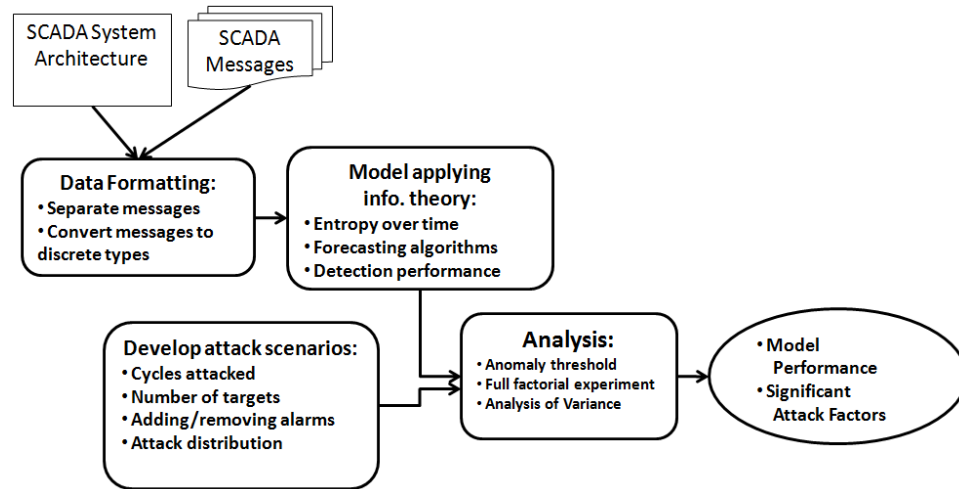 SCADA System
Architecture
SCADA
Messages
Data Formatting:
• Separate messages
• Convert messages to
discrete types
Model applying
info. theory:
• Entropy over time
• Forecasting algorithms
• Detection performance
Develop attack scenarios:
• Cycles attacked
• Number of targets
• Adding/removing alarms
• Attack distribution
Analysis:
• Anomaly threshold
• Full factorial experiment
• Analysis of Variance
• Model
Performance
• Significant
Attack Factors